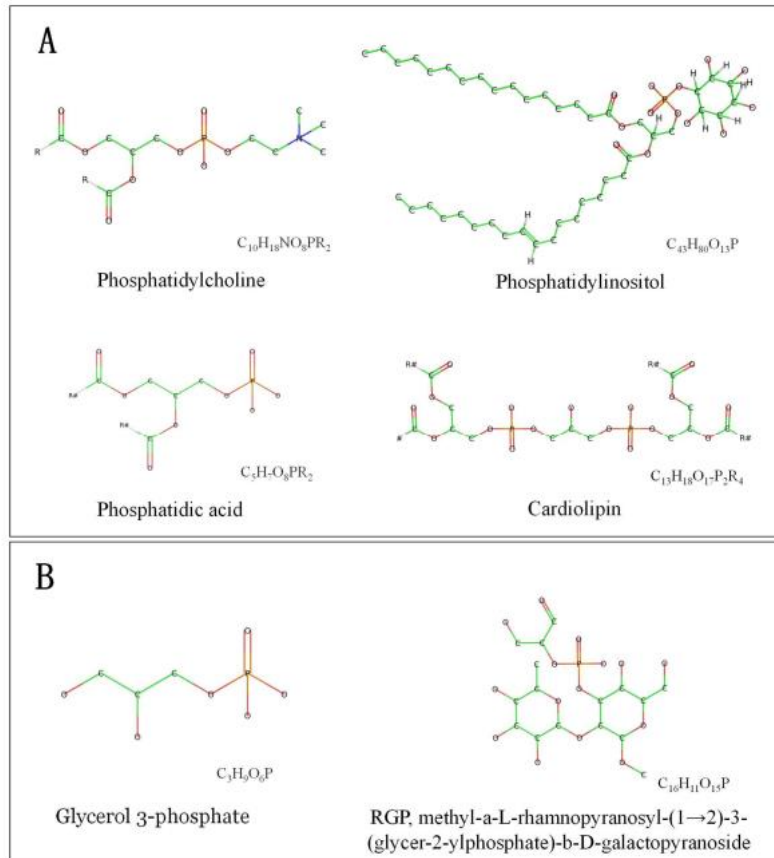 A
C10H18NO8PR2
Phosphatidylcholine
C43H80O13P
Phosphatidylinositol
C5H-O8PR2
Phosphatidic acid
C13H18O17P2R4
Cardiolipin
B
C3H9O6P
Glycerol 3-phosphate
C16H11O15P
RGP, methyl-a-L-rhamnopyranosyl-(1→2)-3-
(glycer-2-ylphosphate)-b-D-galactopyranoside